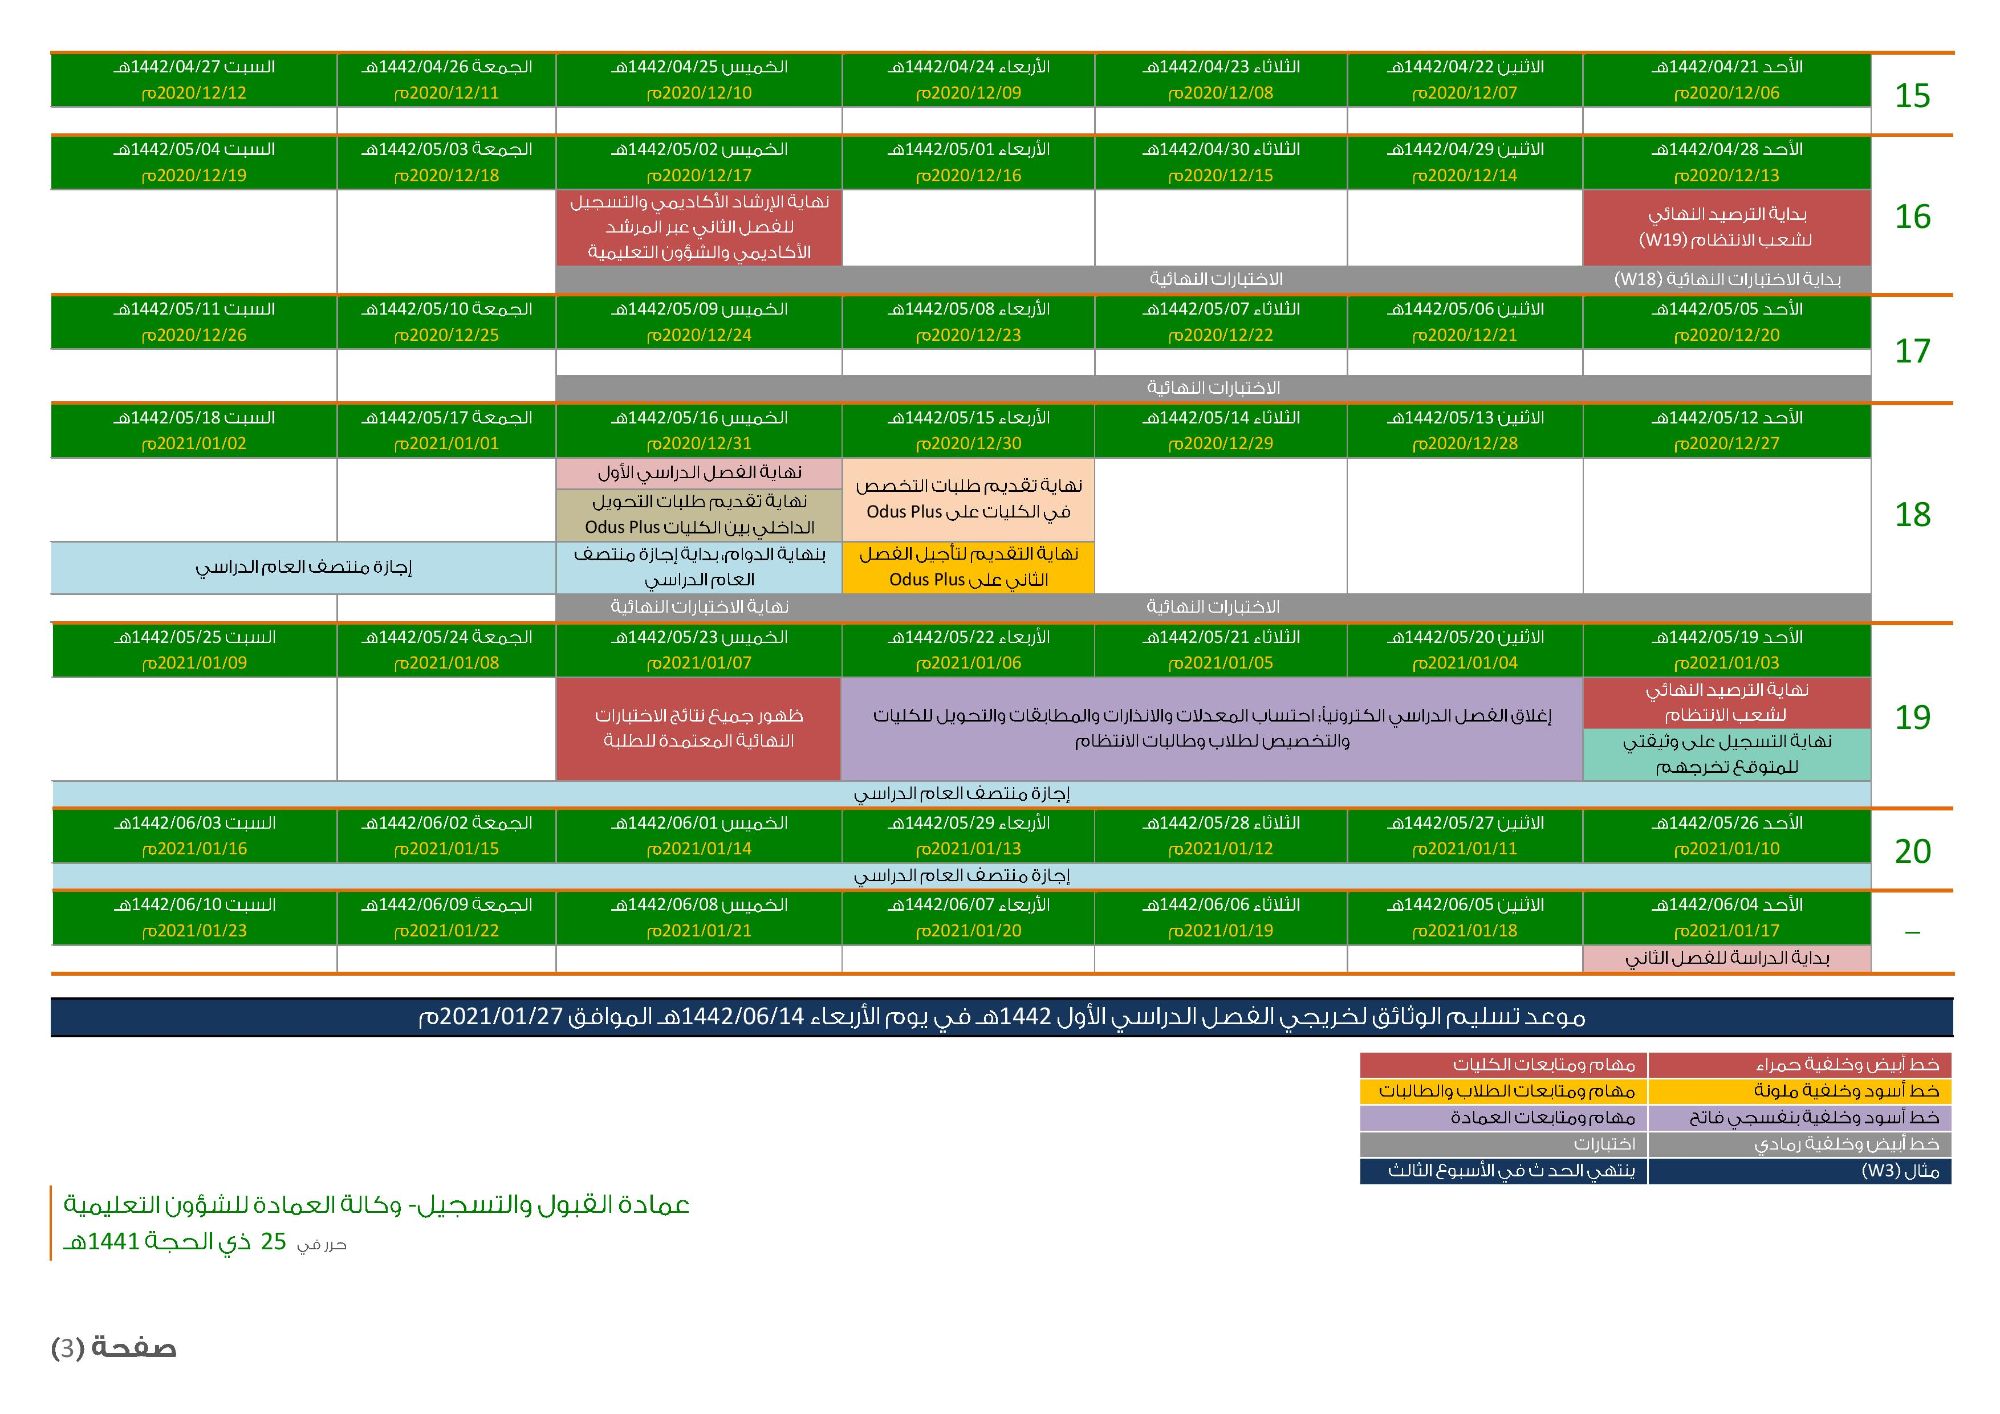 15
الأحد 1442/04/21هـ
2020/12/06م
الاثنين 1442/04/22هـ
2020/12/07م
الثلاثاء 1442/04/23هـ
2020/12/08م
الأربعاء 1442/04/24هـ
2020/12/09م
الخميس 1442/04/25هـ
2020/12/10م
الجمعة 1442/04/26هـ
2020/12/11م
السبت 1442/04/27هـ
2020/12/12م
16
الأحد 1442/04/28هـ
2020/12/13م
الاثنين 1442/04/29هـ
2020/12/14م
الثلاثاء 1442/04/30هـ
2020/12/15م
الأربعاء 1442/05/01هـ
2020/12/16م
الخميس 1442/05/02هـ
2020/12/17م
الجمعة 1442/05/03هـ
2020/12/18م
السبت 1442/05/04هـ
2020/12/19م
بداية الترصيد النهائي
لشعب الانتظام (W19)
نهاية الإرشاد الأكاديمي والتسجيل
للفصل الثاني عبر المرشد
الأكاديمي والشؤون التعليمية
بداية الاختبارات النهائية (W18)
الاختبارات النهائية
17
الأحد 1442/05/05هـ
2020/12/20م
الاثنين 1442/05/06هـ
2020/12/21م
الثلاثاء 1442/05/07هـ
2020/12/22م
الأربعاء 1442/05/08هـ
2020/12/23م
الخميس 1442/05/09هـ
2020/12/24م
الجمعة 1442/05/10هـ
2020/12/25م
السبت 1442/05/11هـ
2020/12/26م
الاختبارات النهائية
18
الأحد 1442/05/12هـ
2020/12/27م
الاثنين 1442/05/13هـ
2020/12/28م
الثلاثاء 1442/05/14هـ
2020/12/29م
الأربعاء 1442/05/15هـ
2020/12/30م
الخميس 1442/05/16هـ
2020/12/31م
الجمعة 1442/05/17هـ
2021/01/01م
السبت 1442/05/18هـ
2021/01/02م
نهاية تقديم طلبات التخصص
في الكليات على Odus Plus
نهاية التقديم لتأجيل الفصل
الثاني على Odus Plus
نهاية الفصل الدراسي الأول
نهاية تقديم طلبات التحويل
الداخلي بين الكليات Odus Plus
بنهاية الدوام، بداية إجازة منتصف
العام الدراسي
إجازة منتصف العام الدراسي
الاختبارات النهائية
نهاية الاختبارات النهائية
19
الأحد 1442/05/19هـ
2021/01/03م
الاثنين 1442/05/20هـ
2021/01/04م
الثلاثاء 1442/05/21هـ
2021/01/05م
الأربعاء 1442/05/22هـ
2021/01/06م
الخميس 1442/05/23هـ
2021/01/07م
الجمعة 1442/05/24هـ
2021/01/08م
السبت 1442/05/25هـ
2021/01/09م
نهاية الترصيد النهائي
لشعب الانتظام
نهاية التسجيل على وثيقتي
للمتوقع تخرجهم
إغلاق الفصل الدراسي الكترونياً: احتساب المعدلات والانذارات والمطابقات والتحويل للكليات
والتخصيص لطلاب وطالبات الانتظام
ظهور جميع نتائج الاختبارات
النهائية المعتمدة للطلبة
إجازة منتصف العام الدراسي
20
الأحد 1442/05/26هـ
2021/01/10م
الاثنين 1442/05/27هـ
2021/01/11م
الثلاثاء 1442/05/28هـ
2021/01/12م
الأربعاء 1442/05/29هـ
2021/01/13م
الخميس 1442/06/01هـ
2021/01/14م
الجمعة 1442/06/02هـ
2021/01/15م
السبت 1442/06/03هـ
2021/01/16م
إجازة منتصف العام الدراسي
–
الأحد 1442/06/04هـ
2021/01/17م
الاثنين 1442/06/05هـ
2021/01/18م
الثلاثاء 1442/06/06هـ
2021/01/19م
الأربعاء 1442/06/07هـ
2021/01/20م
الخميس 1442/06/08هـ
2021/01/21م
الجمعة 1442/06/09هـ
2021/01/22م
السبت 1442/06/10هـ
2021/01/23م
بداية الدراسة للفصل الثاني
موعد تسليم الوثائق لخريجي الفصل الدراسي الأول 1442هـ في يوم الأربعاء 1442/06/14هـ الموافق 2021/01/27م
خط أبيض وخلفية حمراء
مهام ومتابعات الكليات
خط أسود وخلفية ملونة
مهام ومتابعات الطلاب والطالبات
خط أسود وخلفية بنفسجي فاتح
مهام ومتابعات العمادة
خط أبيض وخلفية رمادي
اختبارات
مثال (W3)
ينتهي الحدث في الأسبوع الثالث
عمادة القبول والتسجيل- وكالة العمادة للشؤون التعليمية
حرر في 25 ذي الحجة 1441هـ
صفحة (3)